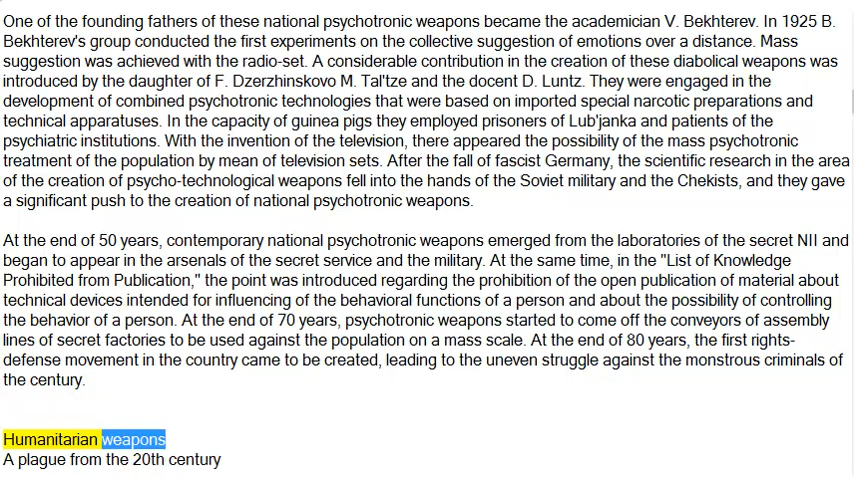 One of the founding fathers of these national psychotronic weapons became the academician V. Bekhterev. In 1925 B.
Bekhterev's group conducted the first experiments on the collective suggestion of emotions over a distance. Mass
suggestion was achieved with the radio-set. A considerable contribution in the creation of these diabolical weapons was
introduced by the daughter of F. Dzerzhinskovo M. Tal'tze and the docent D. Luntz. They were engaged in the
development of combined psychotronic technologies that were based on imported special narcotic preparations and
technical apparatuses. In the capacity of guinea pigs they employed prisoners of Lub'janka and patients of the
psychiatric institutions. With the invention of the television, there appeared the possibility of the mass psychotronic
treatment of the population by mean of television sets. After the fall of fascist Germany, the scientific research in the area
of the creation of psycho-technological weapons fell into the hands of the Soviet military and the Chekists, and they gave
a significant push to the creation of national psychotronic weapons.
At the end of 50 years, contemporary national psychotronic weapons emerged from the laboratories of the secret NII and
began to appear in the arsenals of the secret service and the military. At the same time, in the "List of Knowledge
Prohibited from Publication," the point was introduced regarding the prohibition of the open publication of material about
technical devices intended for influencing of the behavioral functions of a person and about the possibility of controlling
the behavior of a person. At the end of 70 years, psychotronic weapons started to come off the conveyors of assembly
lines of secret factories to be used against the population on a mass scale. At the end of 80 years, the first rights-
defense movement in the country came to be created, leading to the uneven struggle against the monstrous criminals of
the century.
Humanitarian weapons
A plague from the 20th century